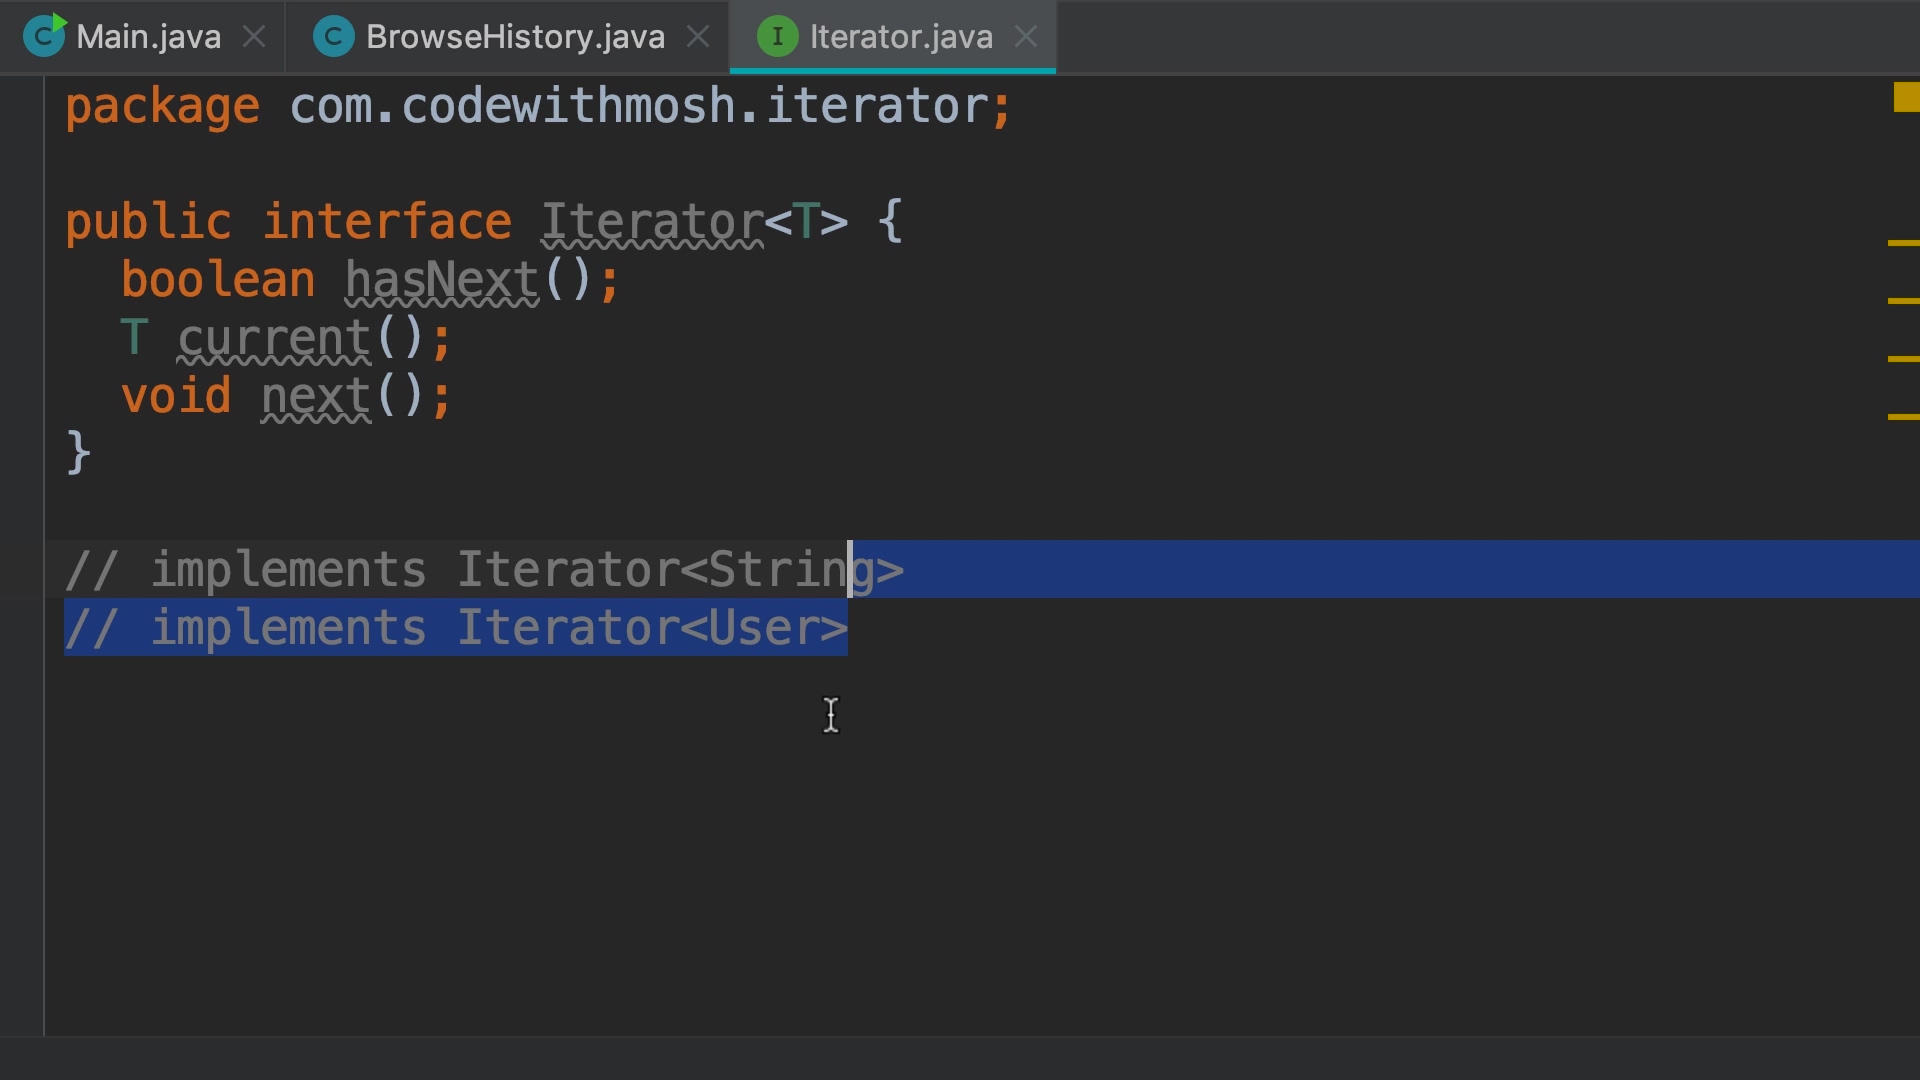 Main.java BrowseHistory.java Iterator.java
package com.codewithmosh.iterator;
public interface Iterator<T> {
boolean hasNext();
T current();
void next();
}
// implements Iterator<String>
// implements Iterator<User>